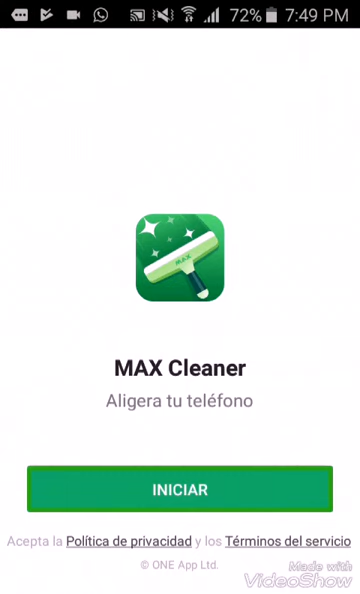 72% 7:49 PM
MAX
MAX Cleaner
Aligera tu teléfono
INICIAR
Acepta la Política de privacidad y los Términos del servicio
© ONE App Ltd.
Made with
VideoShow